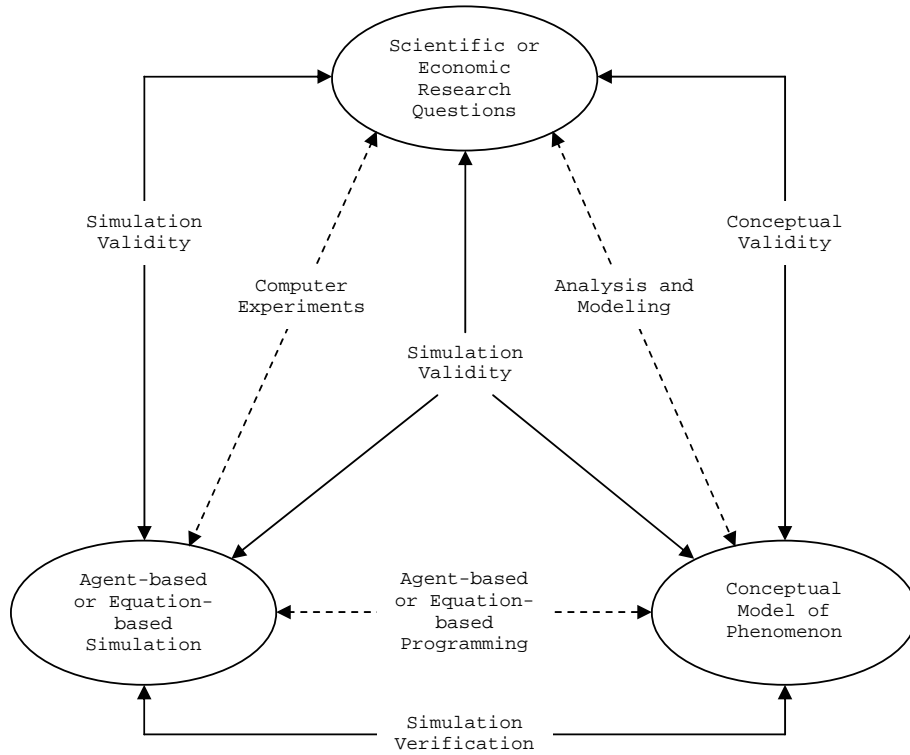 Scientific or
Economic
Research
Questions
Simulation
Validity
Conceptual
Validity
Computer
Experiments
Analysis and
Modeling
Simulation
Validity
Agent-based
or Equation-
based
Simulation
Agent-based
or Equation-
based
Programming
Conceptual
Model of
Phenomenon
Simulation
Verification